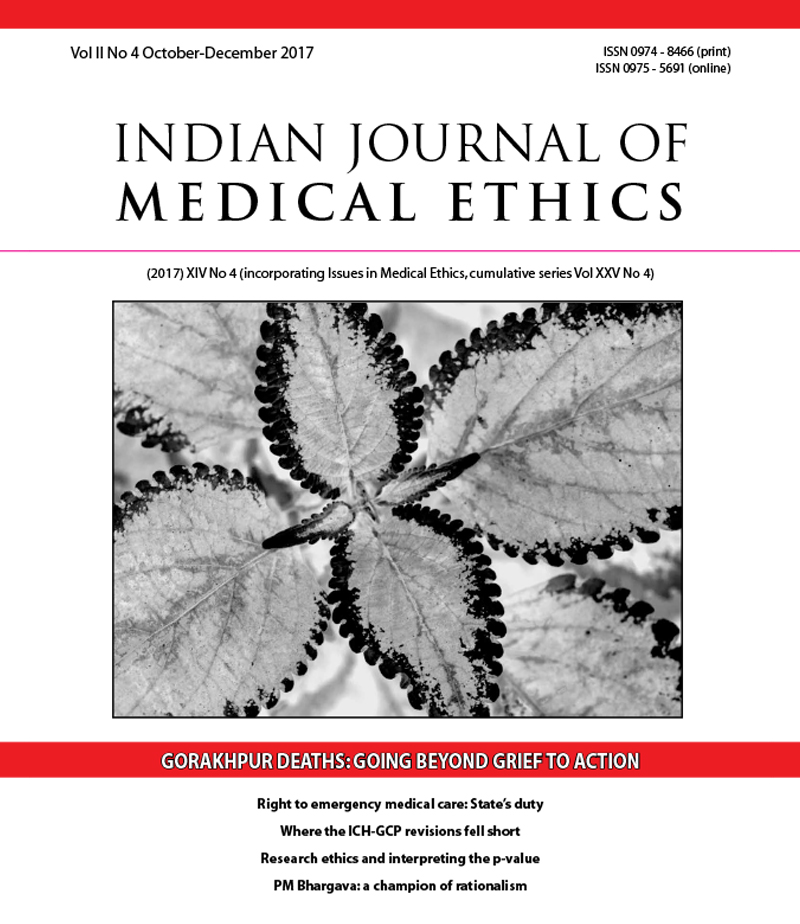 Vol II No 4 October-December 2017
ISSN 0974 - 8466 (print)
ISSN 0975 - 5691 (online)
INDIAN JOURNAL OF
MEDICAL ETHICS
(2017) XIV No 4 (incorporating Issues in Medical Ethics, cumulative series Vol XXV No 4)
GORAKHPUR DEATHS: GOING BEYOND GRIEF TO ACTION
Right to emergency medical care: State's duty
Where the ICH-GCP revisions fell short
Research ethics and interpreting the p-value
PM Bhargava: a champion of rationalism